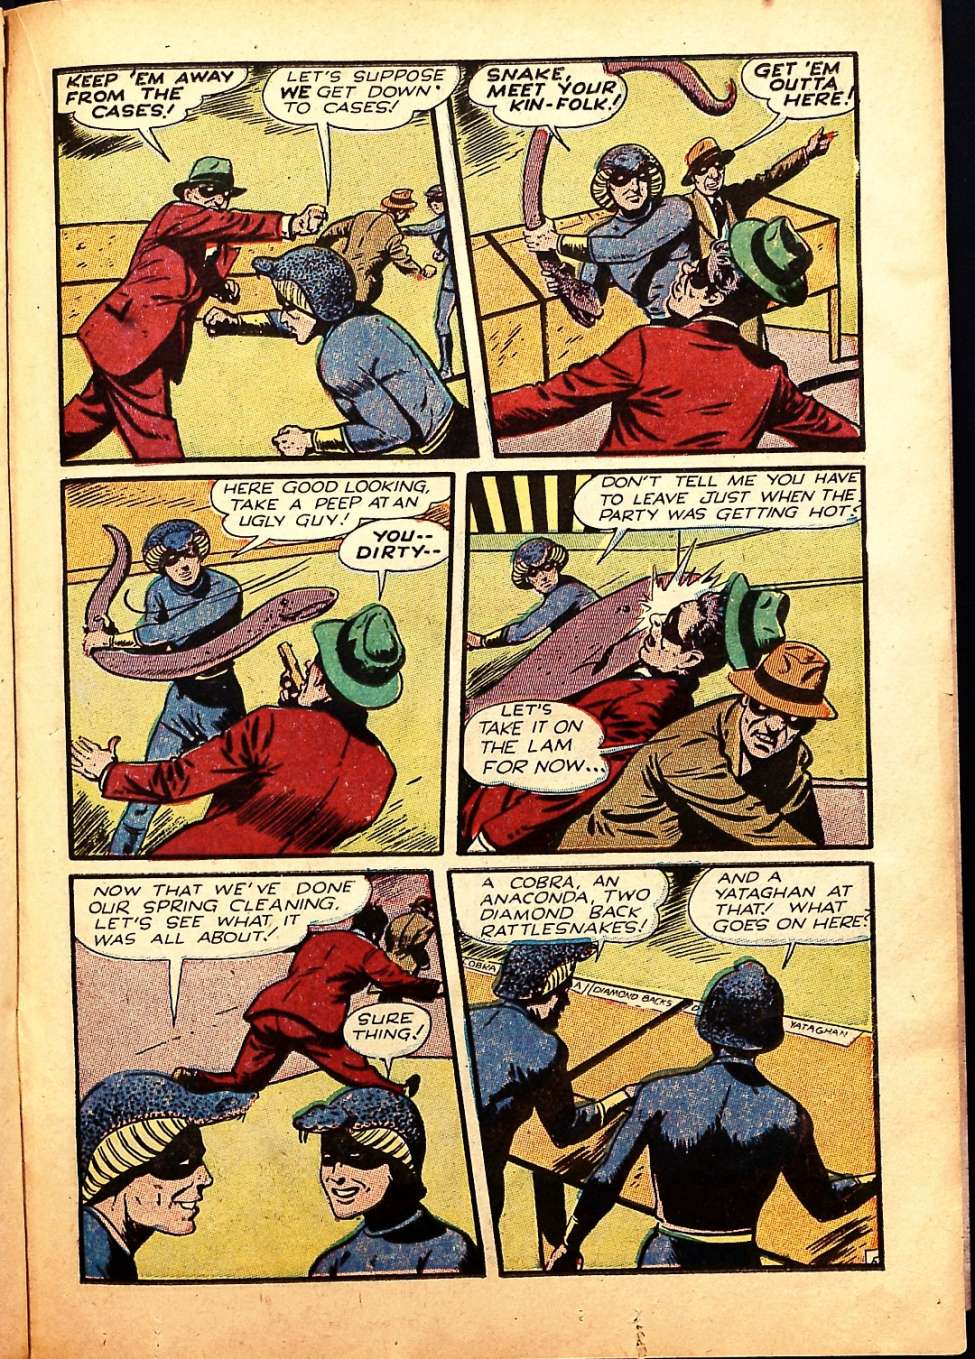 KEEP 'EM AWAY
FROM THE
CASES!
LET'S SUPPOSE
WE GET DOWN
TO CASES!
SNAKE,
MEET YOUR
KIN-FOLK!
GET 'EM
OUTTA
HERE!
HERE GOOD LOOKING,
TAKE A PEEP AT AN
UGLY GUY!
YOU--
DIRTY--
DON'T TELL ME YOU HAVE
TO LEAVE JUST WHEN THE
PARTY WAS GETTING HOT?
LET'S
TAKE IT ON
THE LAM
FOR NOW...
NOW THAT WE'VE DONE
OUR SPRING CLEANING,
LET'S SEE WHAT IT
WAS ALL ABOUT!
SURE
THING!
A COBRA, AN
ANACONDA, TWO
DIAMOND BACK
RATTLESNAKES!
AND A
YATAGHAN AT
THAT! WHAT
GOES ON HERE?
COBRA
A
DIAMOND BACKS
D
YATAGHAN